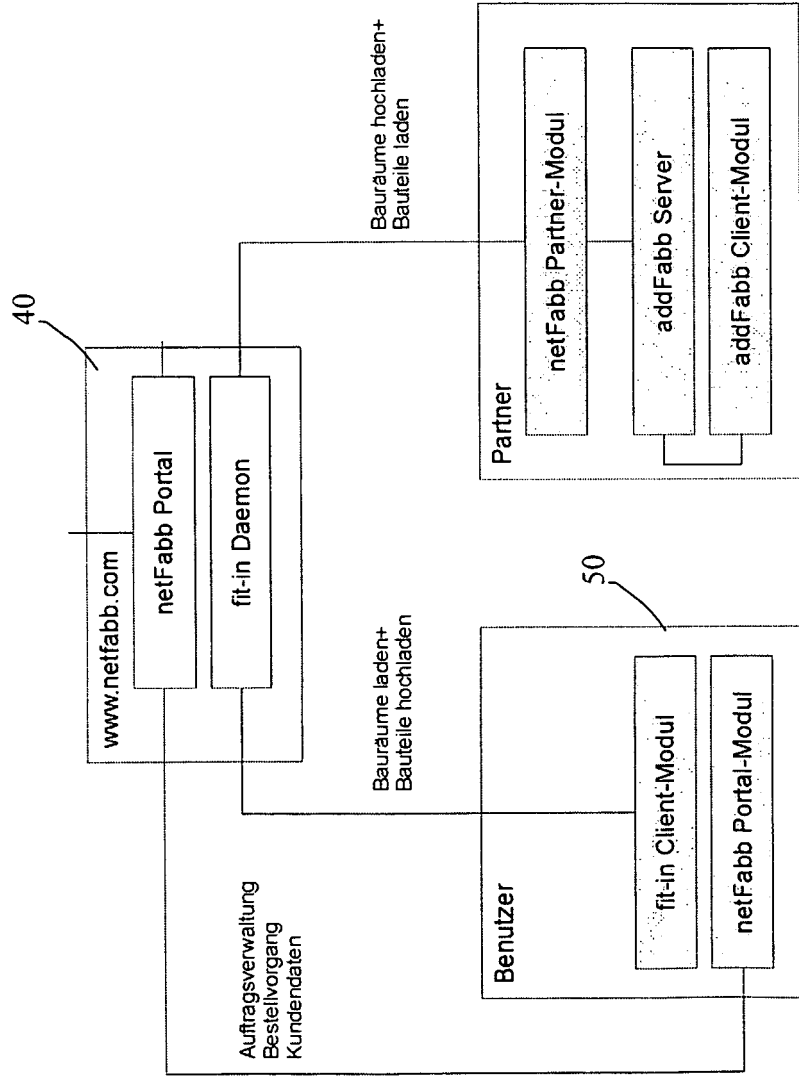 40
www.netfabb.com
netFabb Portal
fit-in Daemon
Auftragsverwaltung
Bestellvorgang
Kundendaten
Bauräume laden+
Bauteile hochladen
Bauräume hochladen+
Bauteile laden
50
Benutzer
fit-in Client-Modul
netFabb Portal-Modul
Partner
netFabb Partner-Modul
addFabb Server
addFabb Client-Modul